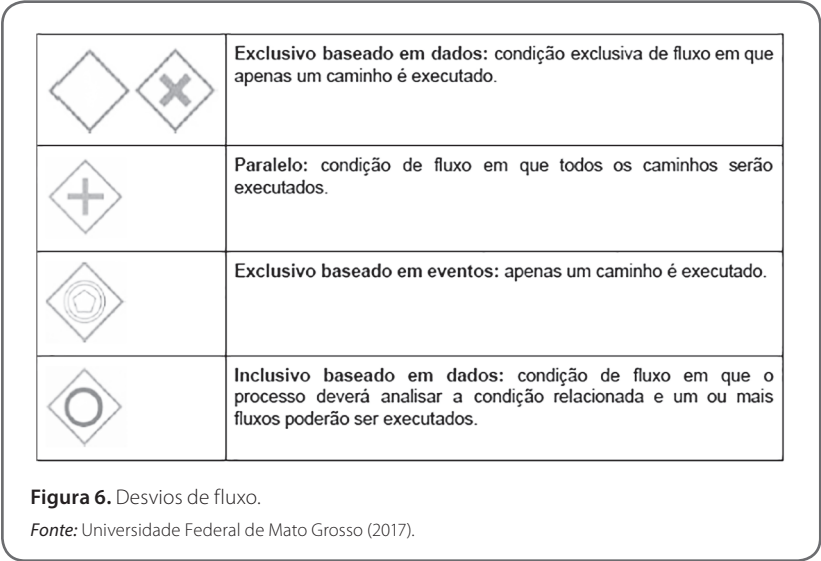 Exclusivo baseado em dados: condição exclusiva de fluxo em que
apenas um caminho é executado.
Paralelo: condição de fluxo em que todos os caminhos serão
executados.
Exclusivo baseado em eventos: apenas um caminho é executado.
Inclusivo baseado em dados: condição de fluxo em que o
processo deverá analisar a condição relacionada e um ou mais
fluxos poderão ser executados.
Figura 6. Desvios de fluxo.
Fonte: Universidade Federal de Mato Grosso (2017).